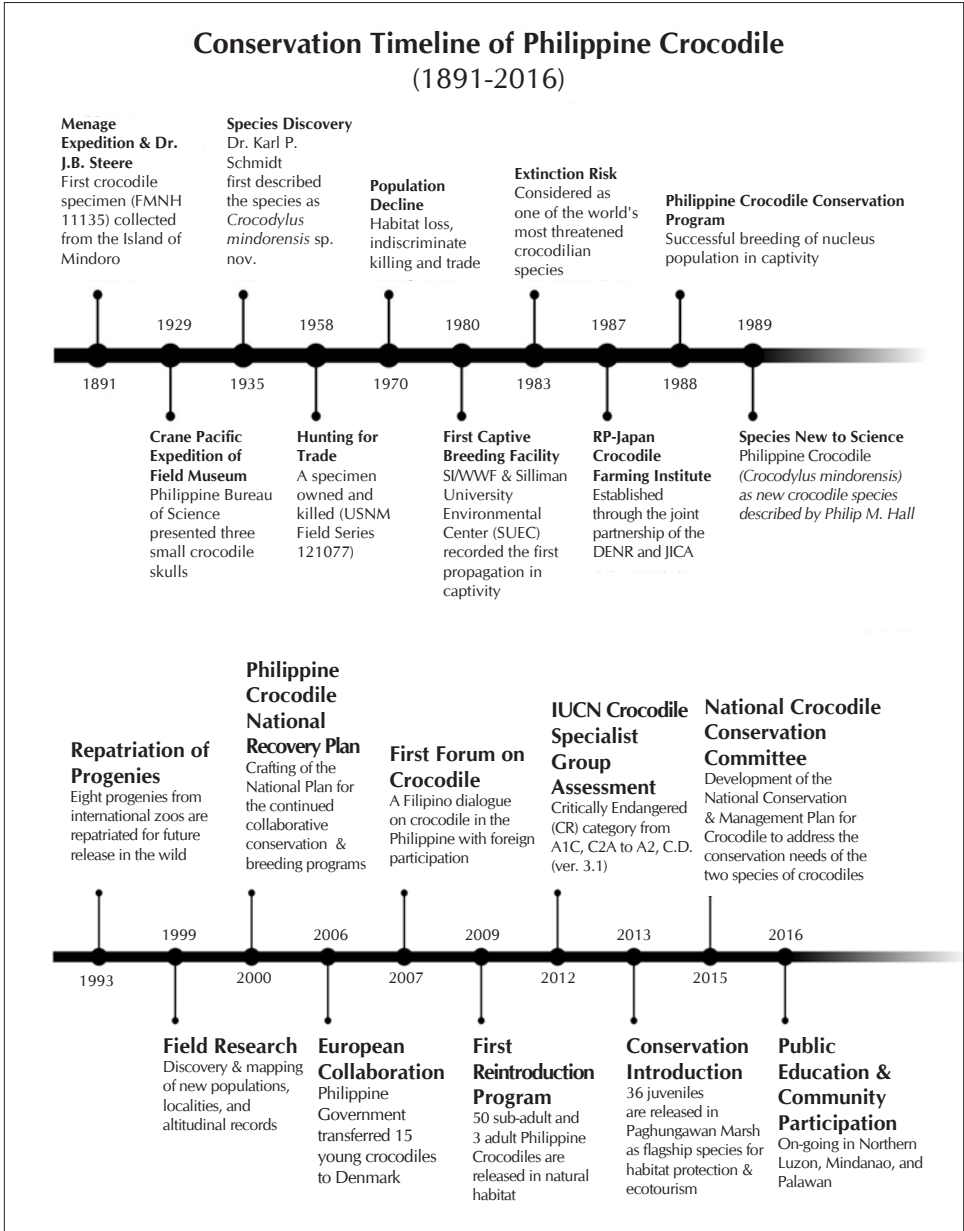 Conservation Timeline of Philippine Crocodile
(1891-2016)
Menage
Expedition & Dr.
J.B. Steere
First crocodile
specimen (FMNH
11135) collected
from the Island of
Mindoro
Species Discovery
Dr. Karl P.
Schmidt
first described
the species as
Crocodylus
mindorensis sp.
nov.
Population
Decline
Habitat loss,
indiscriminate
killing and trade
Extinction Risk
Considered as
one of the world's
most threatened
crocodilian
species
Philippine Crocodile Conservation
Program
Successful breeding of nucleus
population in captivity
1929
1958
1980
1987
1989
1891
1935
1970
1983
1988
Crane Pacific
Expedition of
Field Museum
Philippine Bureau
of Science
presented three
small crocodile
skulls
Hunting for
Trade
A specimen
owned and
killed (USNM
Field Series
121077)
First Captive
Breeding Facility
SI/WWF & Silliman
University
Environmental
Center (SUEC)
recorded the first
propagation in
captivity
RP-Japan
Crocodile
Farming Institute
Established
through the joint
partnership of the
DENR and JICA
Species New to Science
Philippine Crocodile
(Crocodylus mindorensis)
as new crocodile species
described by Philip M. Hall
Repatriation of
Progenies
Eight progenies from
international zoos are
repatriated for future
release in the wild
Philippine
Crocodile
National
Recovery Plan
Crafting of the
National Plan for
the continued
collaborative
conservation &
breeding programs
First Forum on
Crocodile
A Filipino dialogue
on crocodile in the
Philippine with foreign
participation
IUCN Crocodile
Specialist
Group
Assessment
Critically Endangered
(CR) category from
A1C, C2A to A2, C.D.
(ver. 3.1)
National Crocodile
Conservation
Committee
Development of the
National Conservation
& Management Plan for
Crocodile to address the
conservation needs of the
two species of crocodiles
1999
2006
2009
2013
2016
1993
2000
2007
2012
2015
Field Research
Discovery & mapping
of new populations,
localities, and
altitudinal records
European
Collaboration
Philippine
Government
transferred 15
young crocodiles
to Denmark
First
Reintroduction
Program
50 sub-adult and
3 adult Philippine
Crocodiles are
released in natural
habitat
Conservation
Introduction
36 juveniles
are released in
Paghungawan Marsh
as flagship species for
habitat protection &
ecotourism
Public
Education &
Community
Participation
On-going in Northern
Luzon, Mindanao, and
Palawan